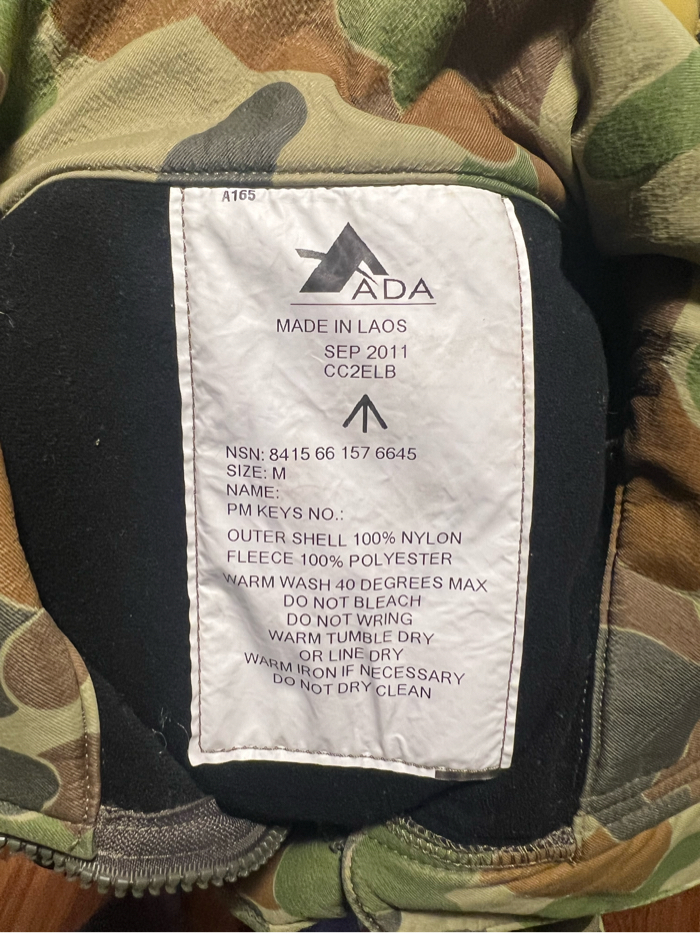 A165
ADA
MADE IN LAOS
SEP 2011
CC2ELB
NSN: 8415 66 157 6645
SIZE: M
NAME:
PM KEYS NO.:
OUTER SHELL 100% NYLON
FLEECE 100% POLYESTER
WARM WASH 40 DEGREES MAX
DO NOT BLEACH
DO NOT WRING
WARM TUMBLE DRY
OR LINE DRY
WARM IRON IF NECESSARY
DO NOT DRY CLEAN